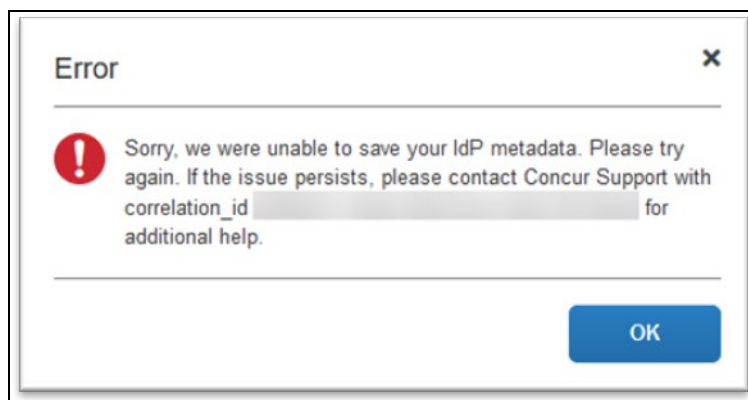 Error
Sorry, we were unable to save your IdP metadata. Please try
again. If the issue persists, please contact Concur Support with
correlation_id for
additional help.
OK